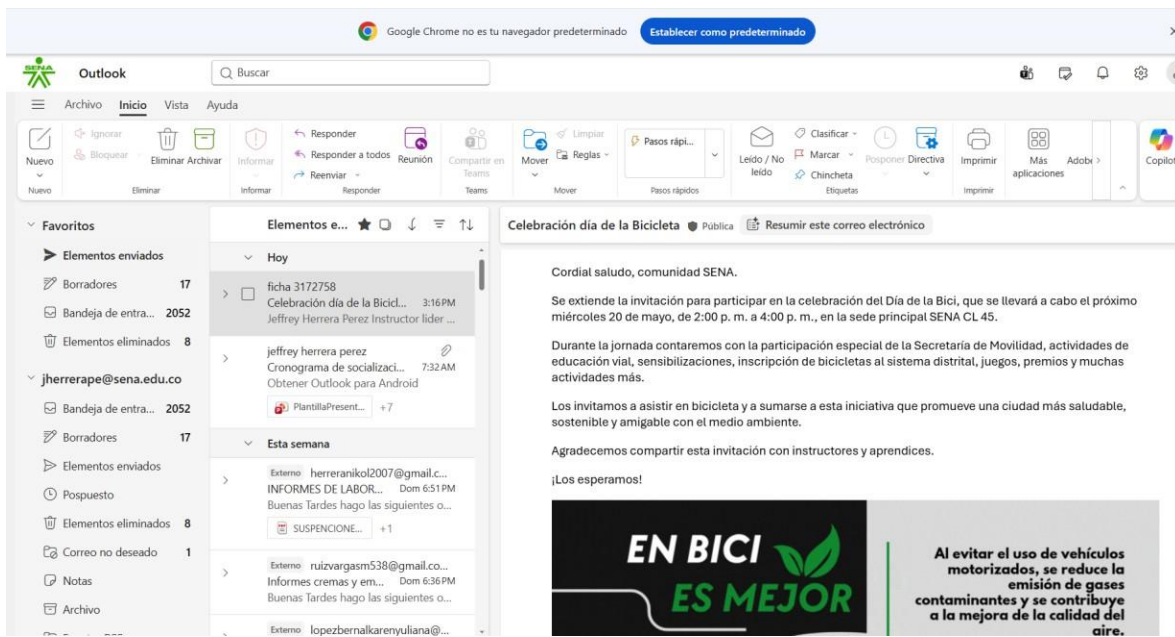 Google Chrome no es tu navegador predeterminado
Establecer como predeterminado
SENA
Outlook
Buscar
Archivo Inicio Vista Ayuda
Nuevo
Ignorar
Bloquear
Eliminar Archivar
Informar
Responder
Responder a todos
Reenviar
Reunión
Compartir en Teams
Mover
Limpiar
Reglas
Pasos rápi...
Leído / No leído
Clasificar
Marcar
Chincheta
Posponer Directiva
Imprimir
Más aplicaciones
Copilot
Nuevo Eliminar Informar Responder Teams Mover Pasos rápidos Etiquetas Imprimir
Favoritos
Elementos enviados
Borradores 17
Bandeja de entra... 2052
Elementos eliminados 8
jherrerape@sena.edu.co
Bandeja de entra... 2052
Borradores 17
Elementos enviados
Pospuesto
Elementos eliminados 8
Correo no deseado 1
Notas
Archivo
Elementos e...
Hoy
ficha 3172758
Celebración día de la Bicicl... 3:16 PM
Jeffrey Herrera Perez Instructor lider ...
jeffrey herrera perez
Cronograma de socializaci... 7:32 AM
Obtener Outlook para Android
PlantillaPresent... +7
Esta semana
Externo herreranikol2007@gmail.c...
INFORMES DE LABOR... Dom 6:51 PM
Buenas Tardes hago las siguientes o...
SUSPENCIONE... +1
Externo ruizvargasm538@gmail.co...
Informes cremas y em... Dom 6:36 PM
Buenas Tardes hago las siguientes o...
Externo lopezbernalkarenyuliana@...
Celebración día de la Bicicleta Pública Resumir este correo electrónico
Cordial saludo, comunidad SENA.
Se extiende la invitación para participar en la celebración del Día de la Bici, que se llevará a cabo el próximo
miércoles 20 de mayo, de 2:00 p. m. a 4:00 p. m., en la sede principal SENA CL 45.
Durante la jornada contaremos con la participación especial de la Secretaría de Movilidad, actividades de
educación vial, sensibilizaciones, inscripción de bicicletas al sistema distrital, juegos, premios y muchas
actividades más.
Los invitamos a asistir en bicicleta y a sumarse a esta iniciativa que promueve una ciudad más saludable,
sostenible y amigable con el medio ambiente.
Agradecemos compartir esta invitación con instructores y aprendices.
¡Los esperamos!
EN BICI
ES MEJOR
Al evitar el uso de vehículos
motorizados, se reduce la
emisión de gases
contaminantes y se contribuye
a la mejora de la calidad del
aire.